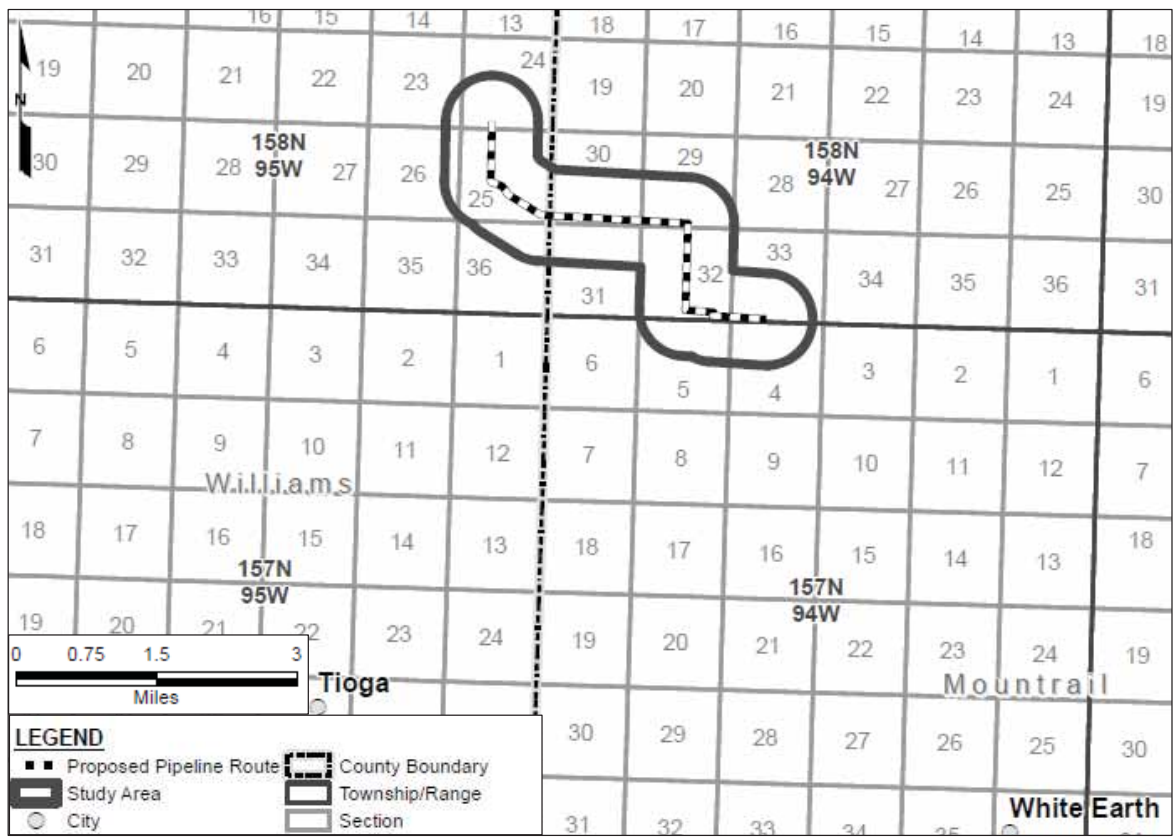 16 15 14 13 18 17 16 15 14 13 18
19 20 21 22 23 24 19 20 21 22 23 24 19
N
158N
95W
158N
94W
30 29 28 27 26 25 30 29 28 27 26 25 30
31 32 33 34 35 36 31 32 33 34 35 36 31
6 5 4 3 2 1 6 5 4 3 2 1 6
7 8 9 10 11 12 7 8 9 10 11 12 7
Williams
18 17 16 15 14 13 18 17 16 15 14 13 18
157N
95W
157N
94W
19 20 21 22 23 24 19 20 21 22 23 24 19
Mountrail
0 0.75 1.5 3
Miles
Tioga
30 29 28 27 26 25 30
LEGEND
Proposed Pipeline Route
Study Area
City
County Boundary
Township/Range
Section
White Earth
31 32 33 34